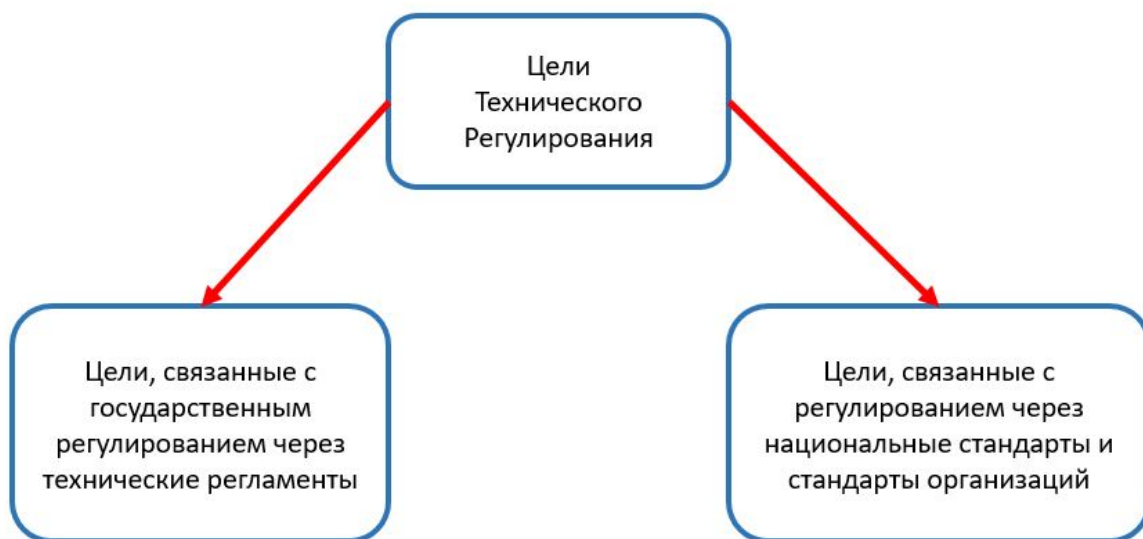 Цели
Технического
Регулирования
Цели, связанные с
государственным
регулированием через
технические регламенты
Цели, связанные с
регулированием через
национальные стандарты и
стандарты организаций